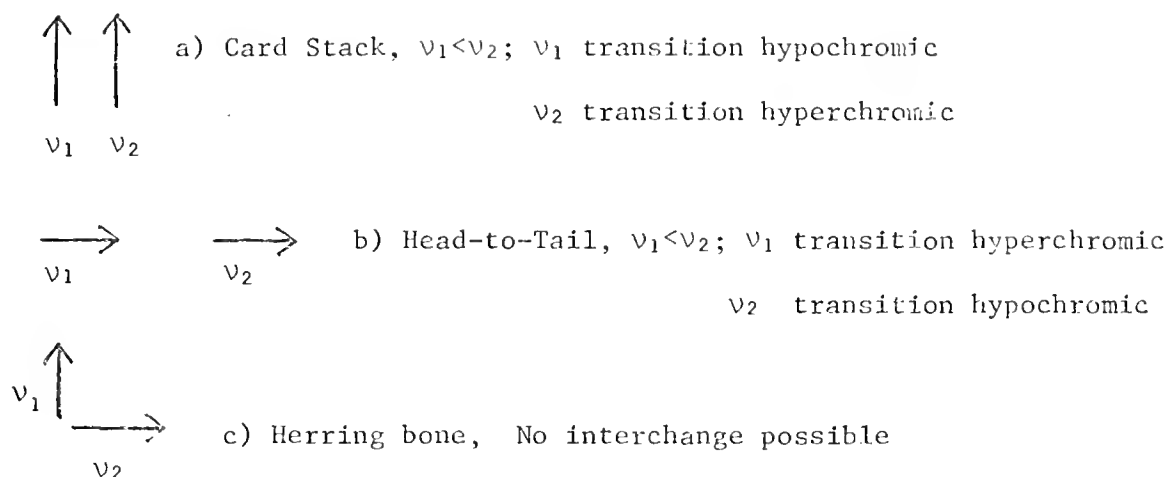 a) Card Stack, ν₁<ν₂; ν₁ transition hypochromic
ν₂ transition hyperchromic
ν₁ ν₂
b) Head-to-Tail, ν₁<ν₂; ν₁ transition hyperchromic
ν₁ ν₂
ν₂ transition hypochromic
ν₁
c) Herring bone, No interchange possible
ν₂